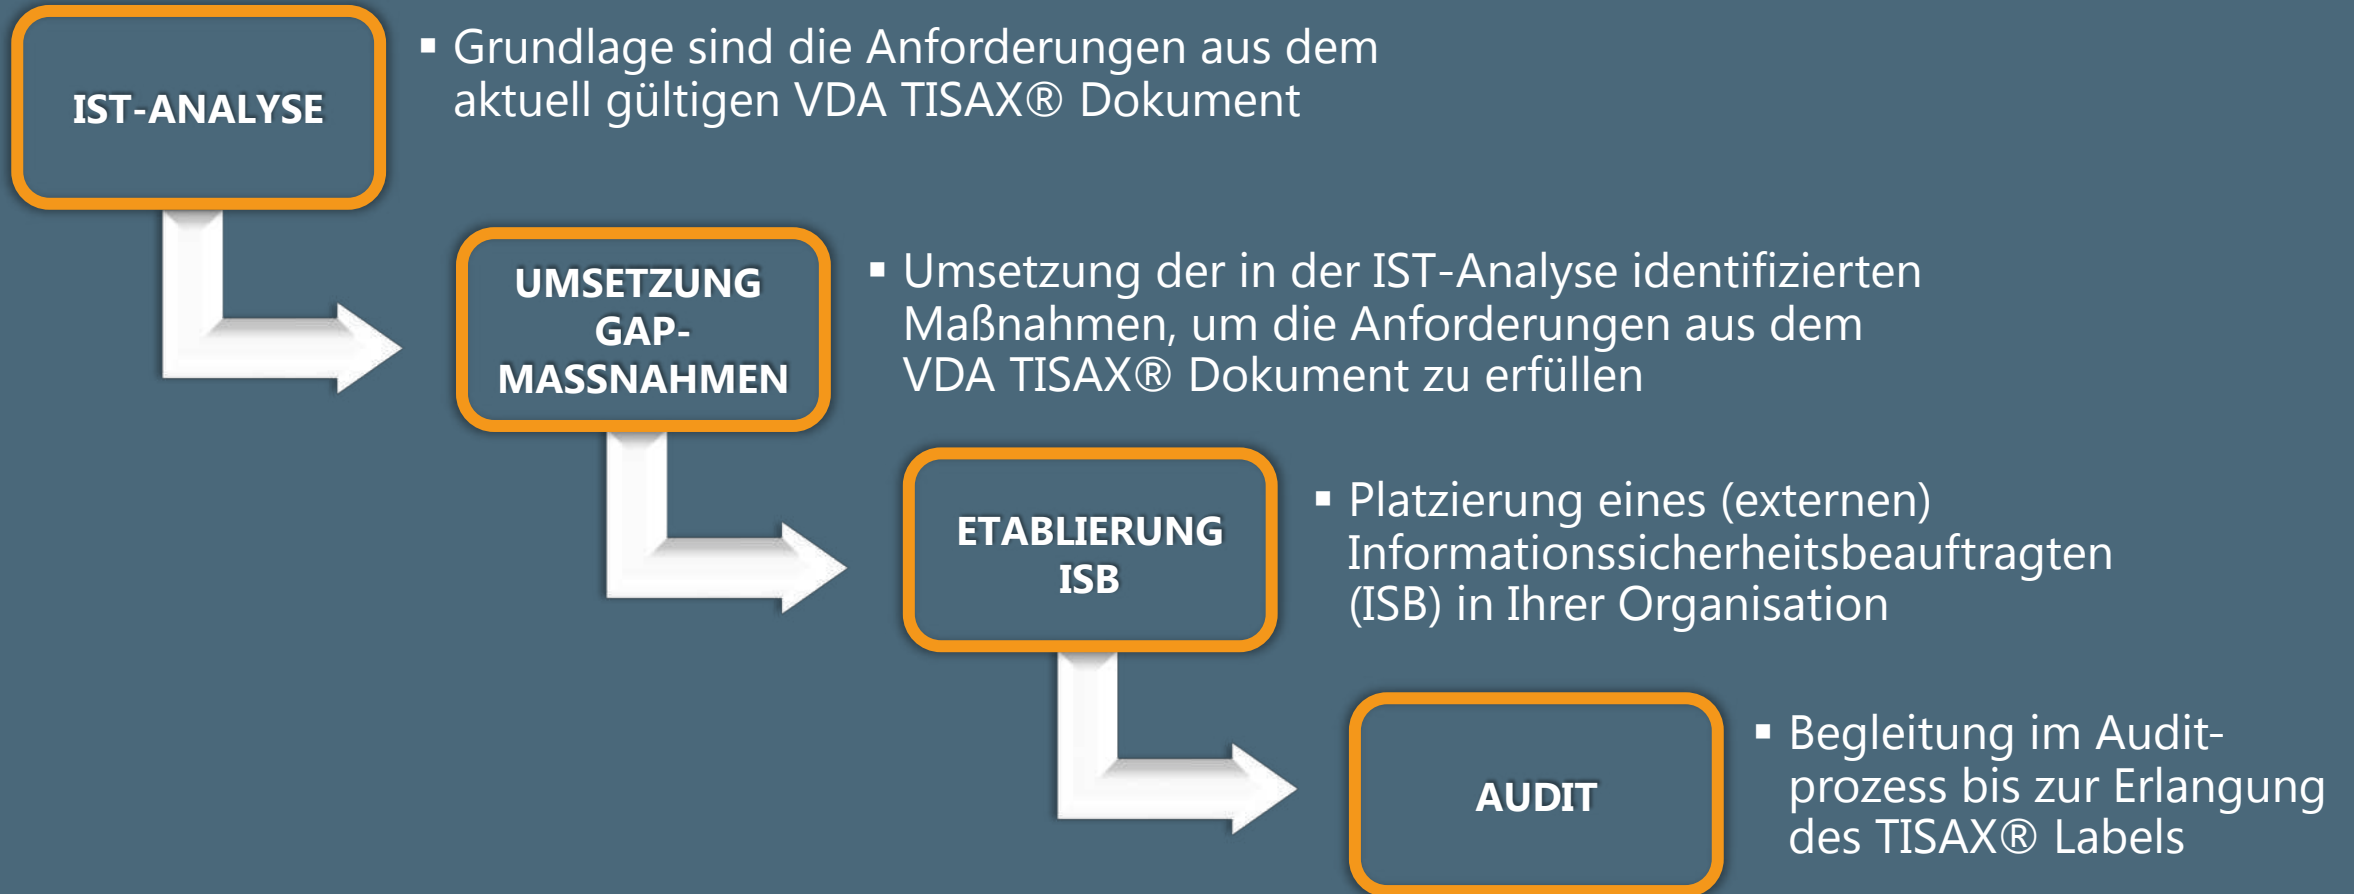 IST-ANALYSE
▪ Grundlage sind die Anforderungen aus dem
aktuell gültigen VDA TISAX® Dokument
UMSETZUNG
GAP-
MASSNAHMEN
▪ Umsetzung der in der IST-Analyse identifizierten
Maßnahmen, um die Anforderungen aus dem
VDA TISAX® Dokument zu erfüllen
ETABLIERUNG
ISB
▪ Platzierung eines (externen)
Informationssicherheitsbeauftragten
(ISB) in Ihrer Organisation
AUDIT
▪ Begleitung im Audit-
prozess bis zur Erlangung
des TISAX® Labels